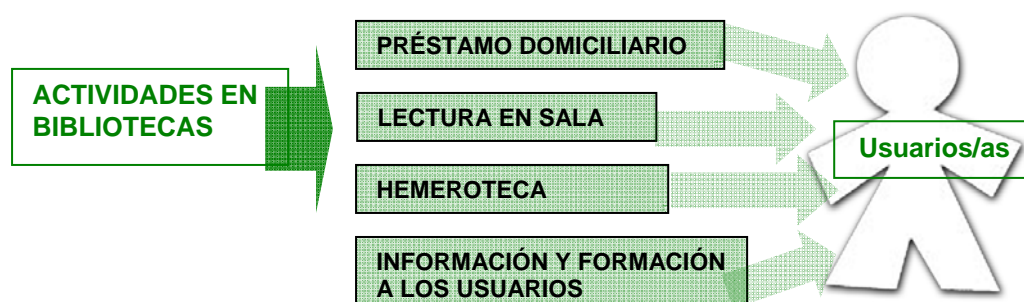 ACTIVIDADES EN
BIBLIOTECAS
PRÉSTAMO DOMICILIARIO
LECTURA EN SALA
HEMEROTECA
INFORMACIÓN Y FORMACIÓN
A LOS USUARIOS
Usuarios/as